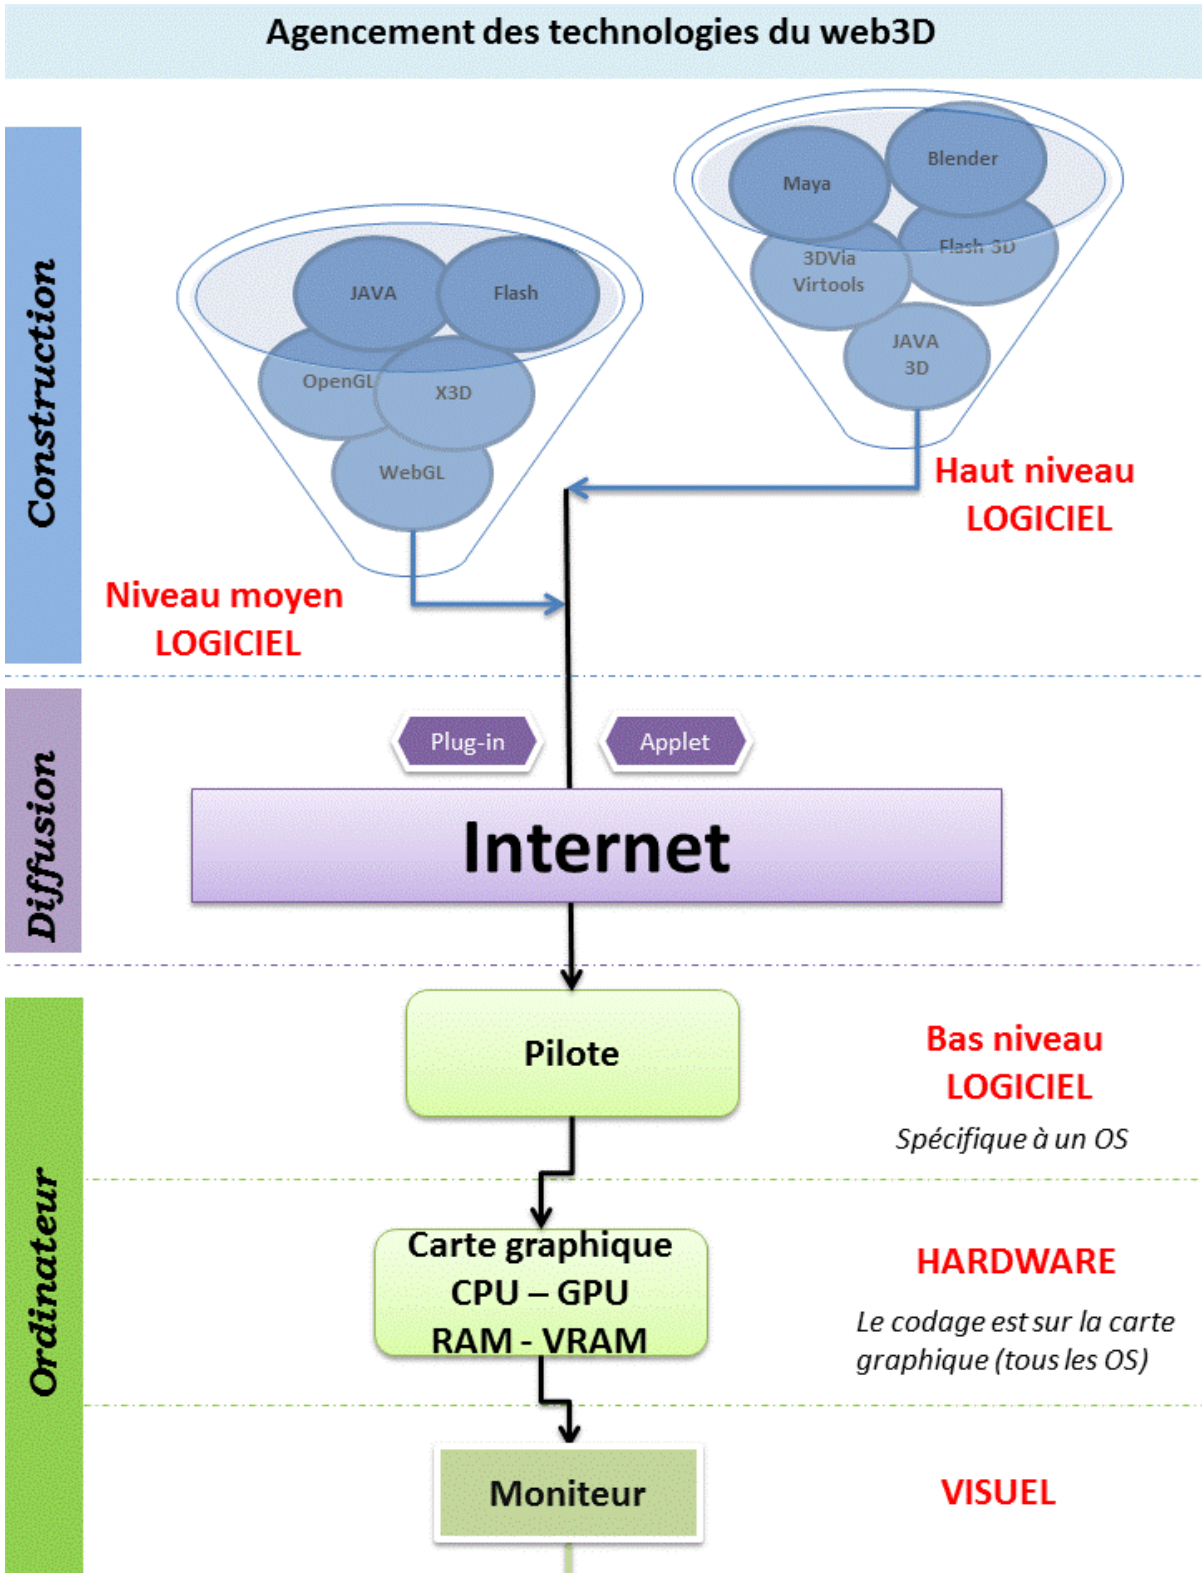 Agencement des technologies du web3D
Construction
Maya
Blender
3DVia
Virtools
Flash 3D
JAVA
3D
Haut niveau
LOGICIEL
JAVA
Flash
OpenGL
X3D
WebGL
Niveau moyen
LOGICIEL
Diffusion
Plug-in
Applet
Internet
Ordinateur
Pilote
Bas niveau
LOGICIEL
Spécifique à un OS
Carte graphique
CPU – GPU
RAM - VRAM
HARDWARE
Le codage est sur la carte
graphique (tous les OS)
Moniteur
VISUEL